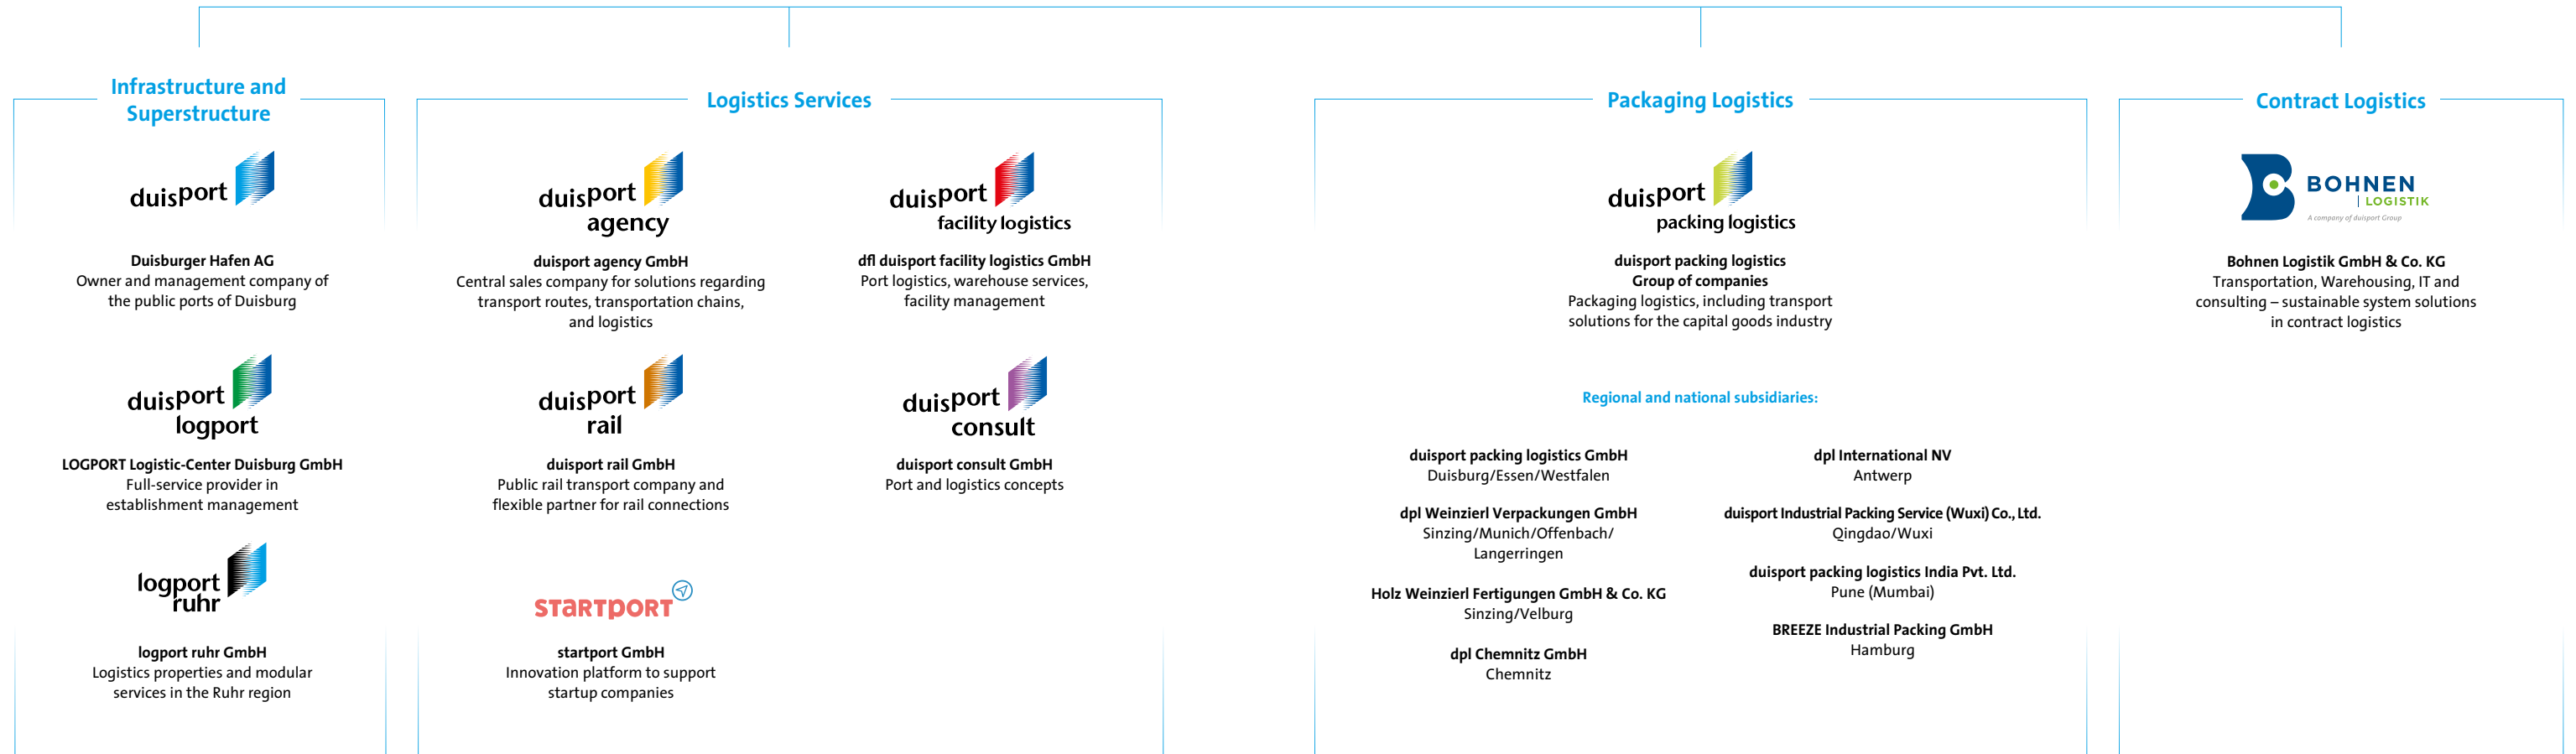 Infrastructure and
Superstructure
duisport
Duisburger Hafen AG
Owner and management company of
the public ports of Duisburg
duisport
logport
LOGPORT Logistic-Center Duisburg GmbH
Full-service provider in
establishment management
logport
ruhr
logport ruhr GmbH
Logistics properties and modular
services in the Ruhr region
Logistics Services
duisport
agency
duisport agency GmbH
Central sales company for solutions regarding
transport routes, transportation chains,
and logistics
duisport
rail
duisport rail GmbH
Public rail transport company and
flexible partner for rail connections
startport
startport GmbH
Innovation platform to support
startup companies
duisport
facility logistics
dfl duisport facility logistics GmbH
Port logistics, warehouse services,
facility management
duisport
consult
duisport consult GmbH
Port and logistics concepts
Packaging Logistics
duisport
packing logistics
duisport packing logistics
Group of companies
Packaging logistics, including transport
solutions for the capital goods industry
Regional and national subsidiaries:
duisport packing logistics GmbH
Duisburg/Essen/Westfalen
dpl Weinzierl Verpackungen GmbH
Sinzing/Munich/Offenbach/
Langerringen
Holz Weinzierl Fertigungen GmbH & Co. KG
Sinzing/Velburg
dpl Chemnitz GmbH
Chemnitz
dpl International NV
Antwerp
duisport Industrial Packing Service (Wuxi) Co., Ltd.
Qingdao/Wuxi
duisport packing logistics India Pvt. Ltd.
Pune (Mumbai)
BREEZE Industrial Packing GmbH
Hamburg
Contract Logistics
BOHNEN
LOGISTIK
A company of duisport Group
Bohnen Logistik GmbH & Co. KG
Transportation, Warehousing, IT and
consulting – sustainable system solutions
in contract logistics